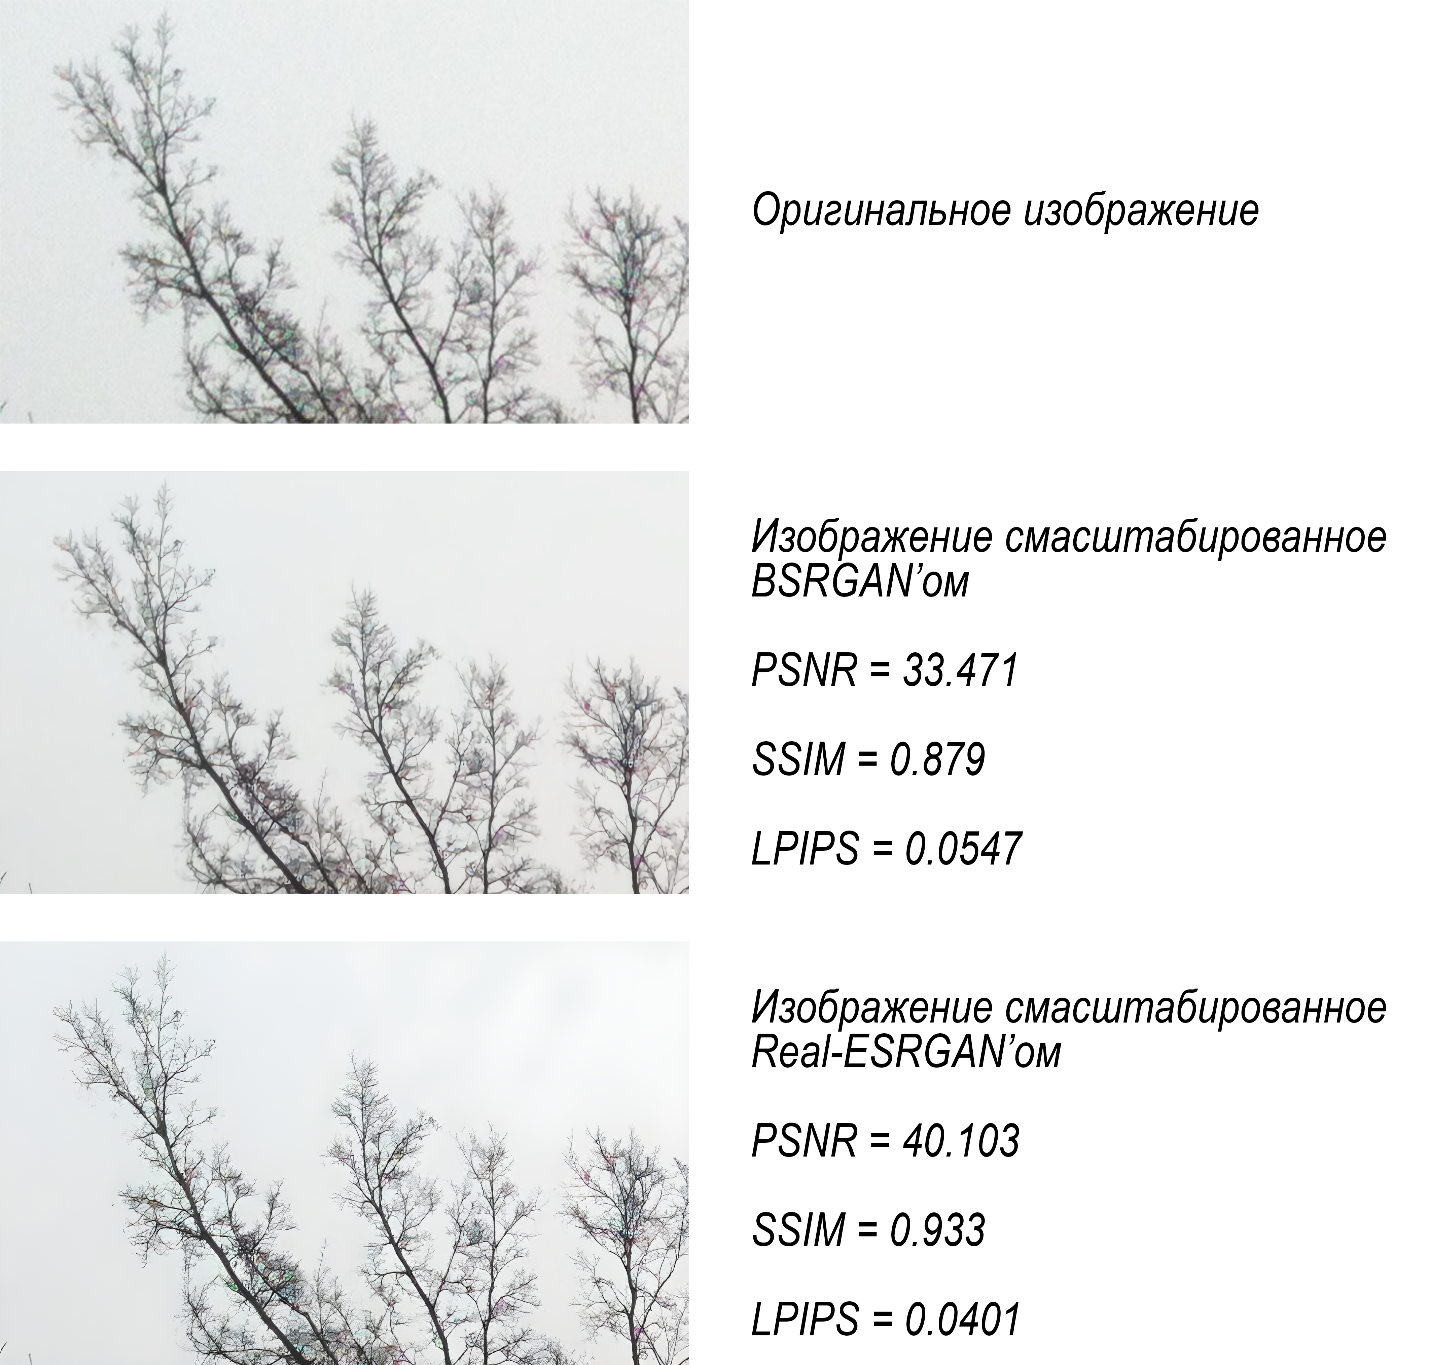 Оригинальное изображение
Изображение смасштабированное
BSRGAN’ом
PSNR = 33.471
SSIM = 0.879
LPIPS = 0.0547
Изображение смасштабированное
Real-ESRGAN’ом
PSNR = 40.103
SSIM = 0.933
LPIPS = 0.0401